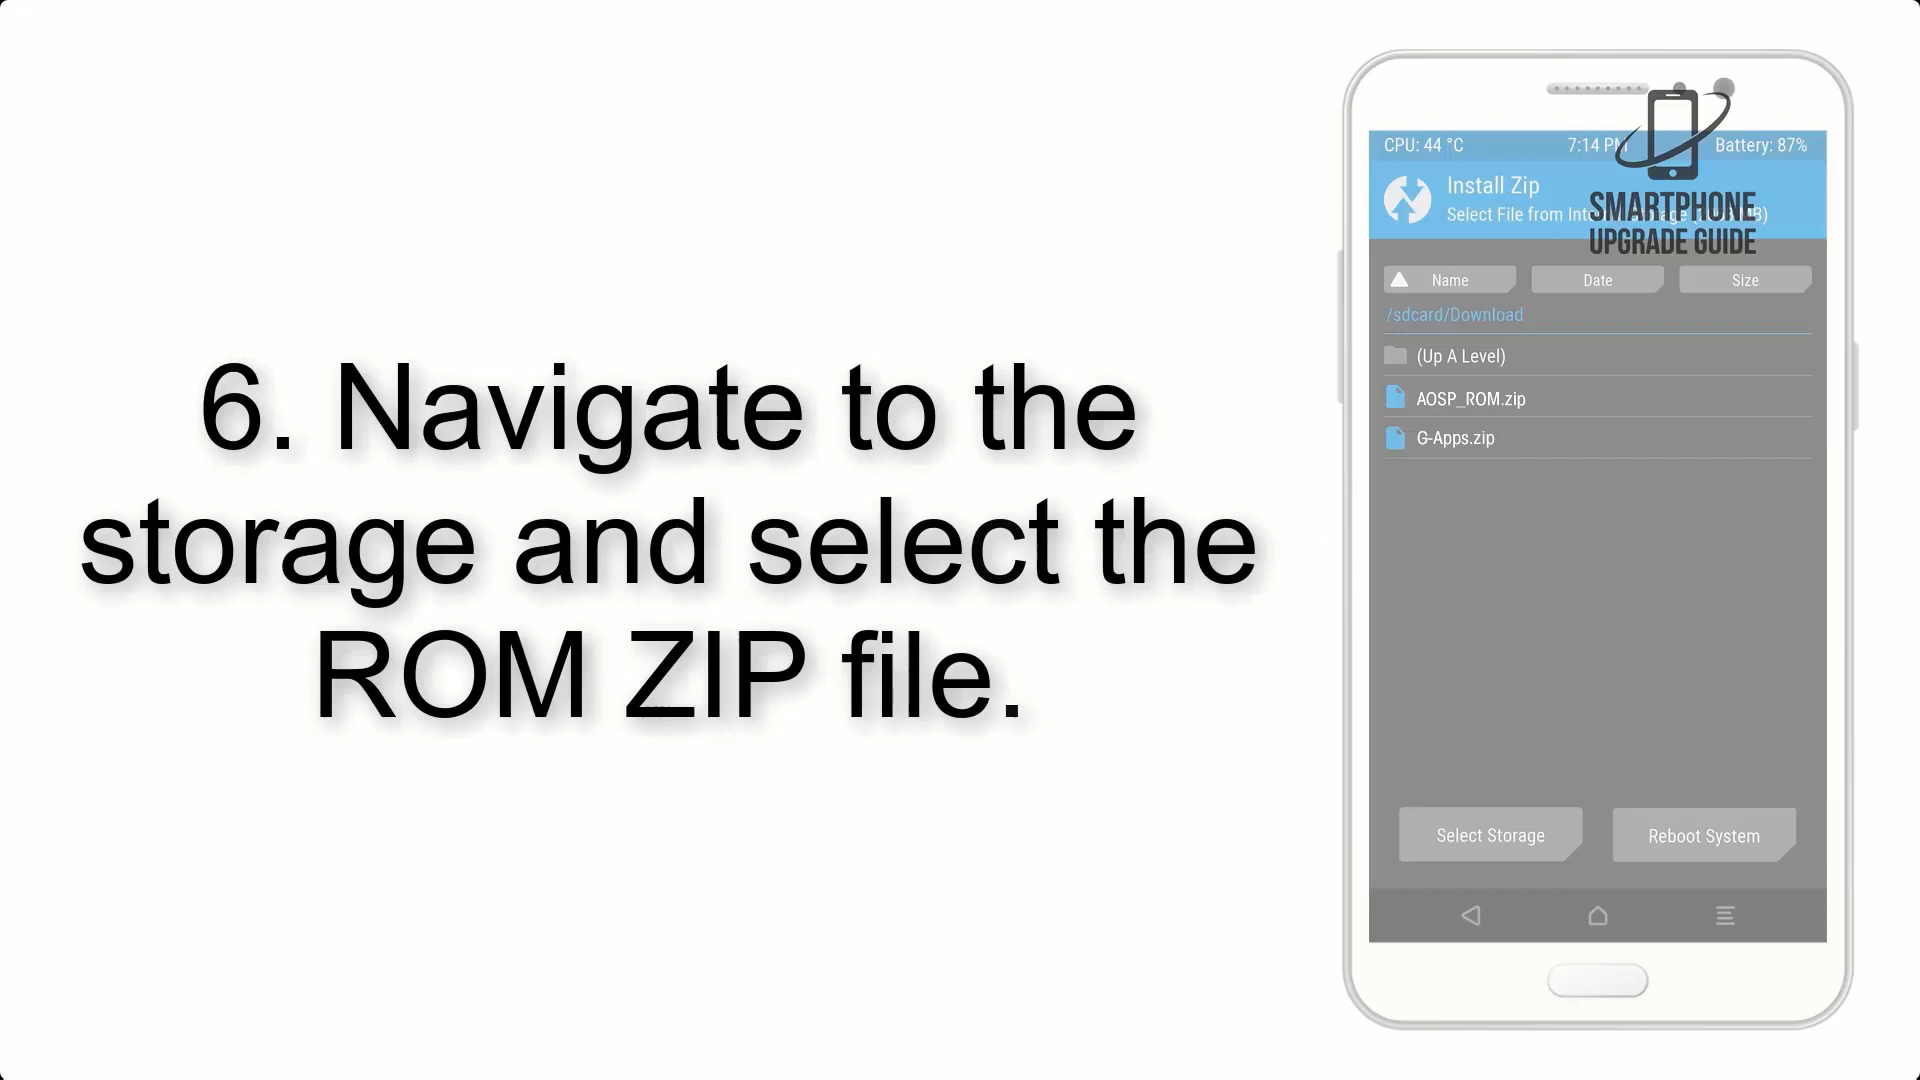 6. Navigate to the
storage and select the
ROM ZIP file.
CPU: 44 °C 7:14 PM Battery: 87%
Install Zip
Select File from Storage MB)
SMARTPHONE
UPGRADE GUIDE
Name Date Size
/sdcard/Download
(Up A Level)
AOSP_ROM.zip
G-Apps.zip
Select Storage Reboot System